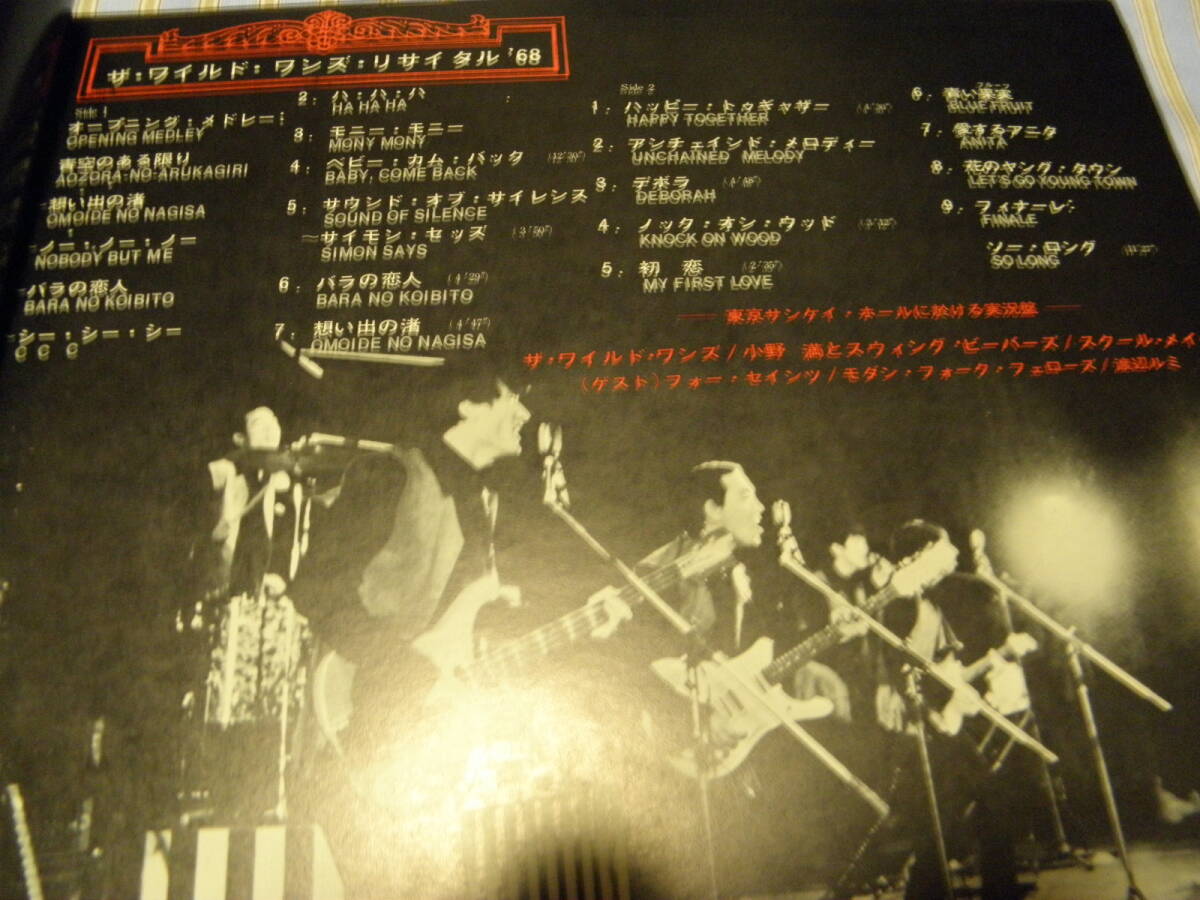 ザ・ワイルド・ワンズ・リサイタル '68
Side 1
オープニング・メドレー:
OPENING MEDLEY
青空のある限り
AOZORA-NO-ARUKAGIRI
想い出の渚
OMOIDE NO NAGISA
ノー・ノー・ノー
NOBODY BUT ME
バラの恋人
BARA NO KOIBITO
シー・シー・シー
C C C
2. ハ・ハ・ハ
HA HA HA
3. モニー・モニー
MONY MONY
4. ベビー・カム・バック
BABY, COME BACK
5. サウンド・オブ・サイレンス
SOUND OF SILENCE
〜サイモン・セッズ (3'59")
SIMON SAYS
6. バラの恋人 (4'29")
BARA NO KOIBITO
7. 想い出の渚 (4'47")
OMOIDE NO NAGISA
Side 2
1. ハッピー・トゥギャザー
HAPPY TOGETHER
2. アンチェインド・メロディー
UNCHAINED MELODY
3. デボラ
DEBORAH
4. ノック・オン・ウッド
KNOCK ON WOOD
5. 初恋 (2'35")
MY FIRST LOVE
6. 青い果実
BLUE FRUIT
7. 愛するアニタ
ANITA
8. 花のヤング・タウン
LET'S GO YOUNG TOWN
9. フィナーレ:
FINALE
ソー・ロング
SO LONG
東京サンケイ・ホールに於ける実況盤
ザ・ワイルド・ワンズ/小野 満とスウィング・ビーバーズ/スクール・メイ
(ゲスト)フォー・セインツ/モダン・フォーク・フェローズ/渡辺ルミ